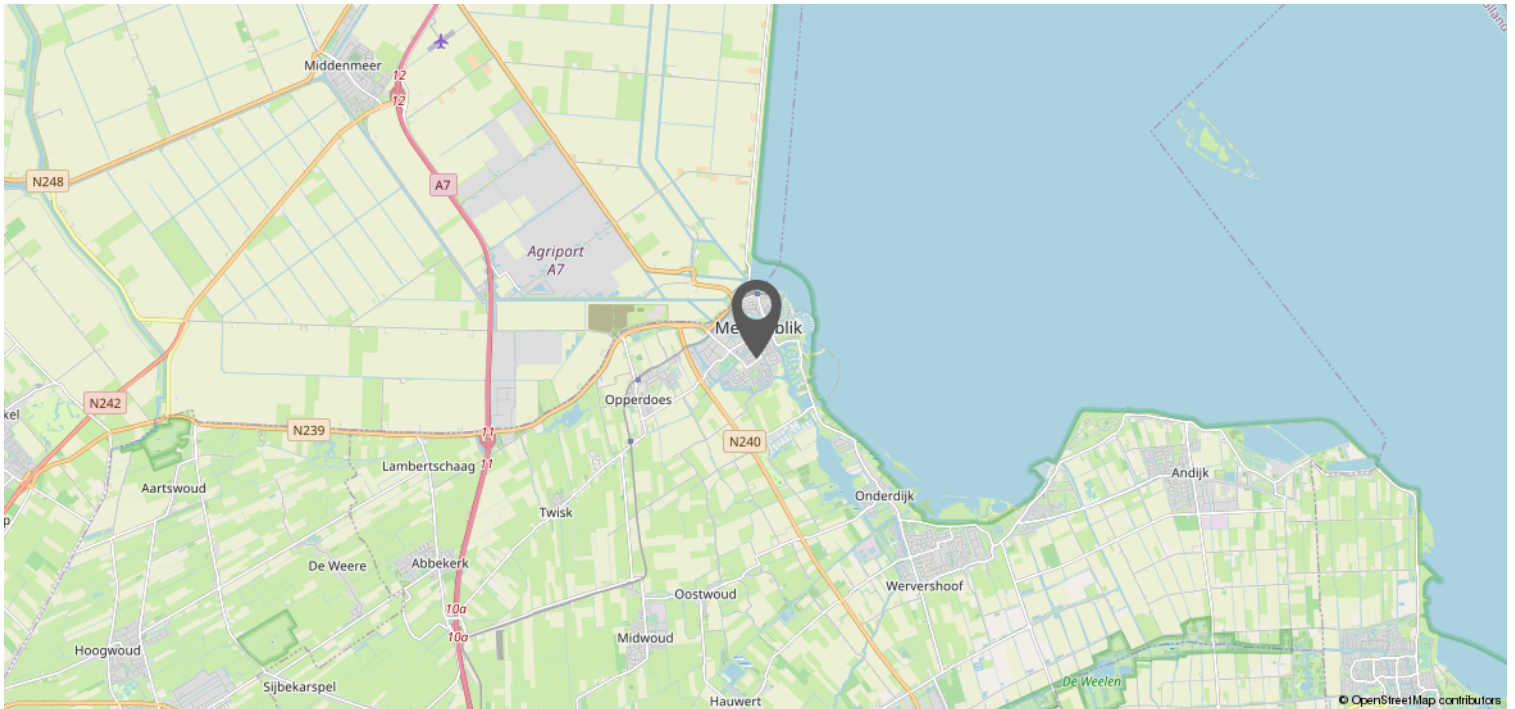 Middenmeer
12
12
N248
A7
Agriport
A7
N242
N239
11
11
Opperdoes
N240
Lambertschaag
Aartswoud
Andijk
Onderdijk
Twisk
De Weere
Abbekerk
Wervershoof
Oostwoud
10a
10a
Midwoud
Hoogwoud
Sijbekarspel
De Weelen
Hauwert
© OpenStreetMap contributors